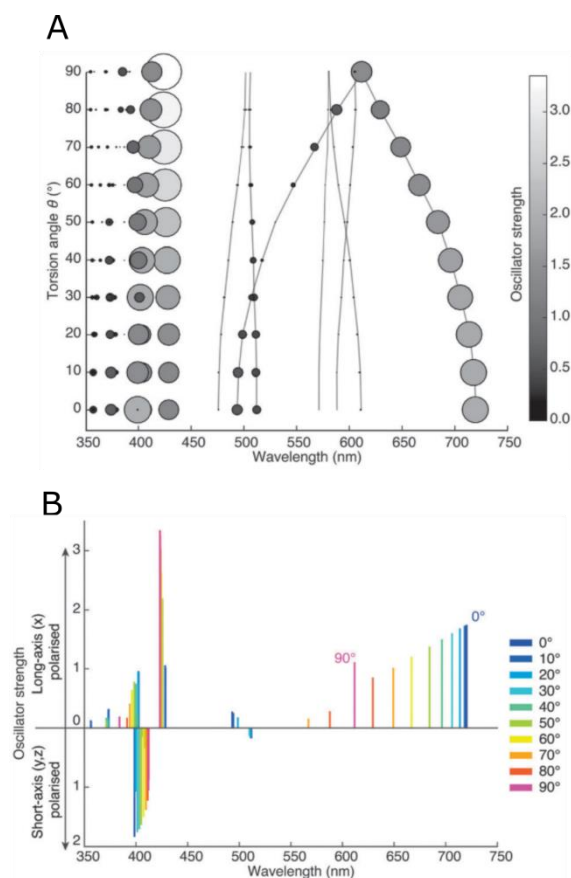 A
90
80
70
60
50
40
30
20
10
0
Torsion angle θ (°)
350 400 450 500 550 600 650 700 750
Wavelength (nm)
3.0
2.5
2.0
1.5
1.0
0.5
0.0
Oscillator strength
B
3
2
1
0
1
2
Oscillator strength
Long-axis (x)
polarised
Short-axis (y,z)
polarised
90°
0°
350 400 450 500 550 600 650 700 750
Wavelength (nm)
0°
10°
20°
30°
40°
50°
60°
70°
80°
90°